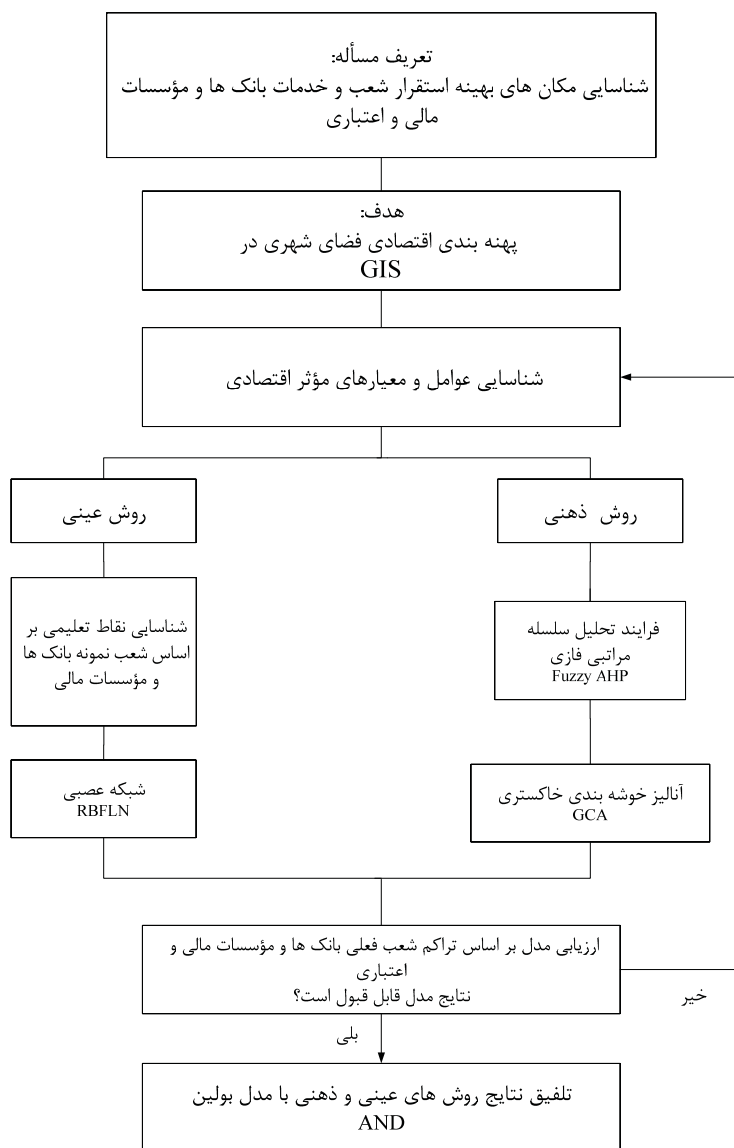 تعریف مسأله:
شناسایی مکان های بهینه استقرار شعب و خدمات بانک ها و مؤسسات
مالی و اعتباری
هدف:
پهنه بندی اقتصادی فضای شهری در
GIS
شناسایی عوامل و معیارهای مؤثر اقتصادی
روش ذهنی
روش عینی
فرایند تحلیل سلسله
مراتبی فازی
Fuzzy AHP
شناسایی نقاط تعلیمی بر
اساس شعب نمونه بانک ها
و مؤسسات مالی
آنالیز خوشه بندی خاکستری
GCA
شبکه عصبی
RBFLN
ارزیابی مدل بر اساس تراکم شعب فعلی بانک ها و مؤسسات مالی و
اعتباری
نتایج مدل قابل قبول است؟
خیر
بلی
تلفیق نتایج روش های عینی و ذهنی با مدل بولین
AND